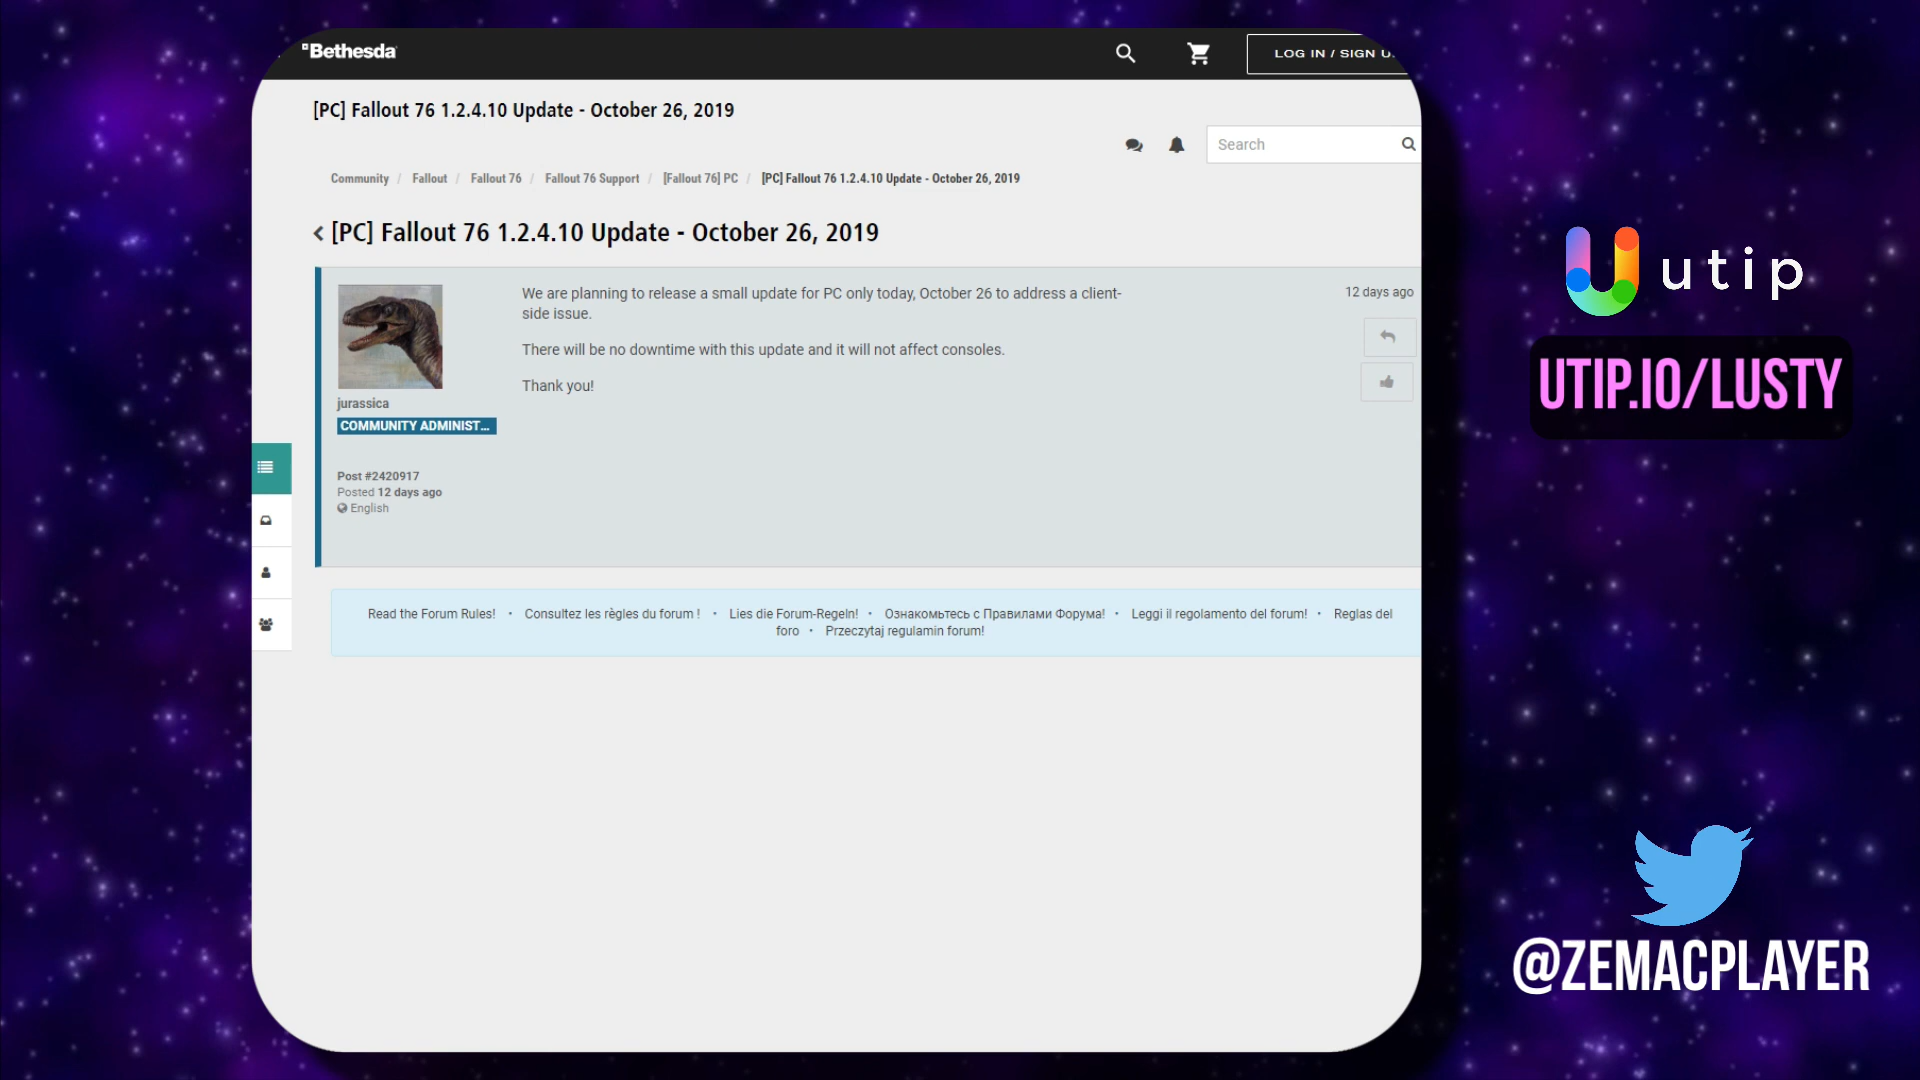 Bethesda
LOG IN / SIGN U
[PC] Fallout 76 1.2.4.10 Update - October 26, 2019
Search
Community / Fallout / Fallout 76 / Fallout 76 Support / [Fallout 76] PC / [PC] Fallout 76 1.2.4.10 Update - October 26, 2019
[PC] Fallout 76 1.2.4.10 Update - October 26, 2019
We are planning to release a small update for PC only today, October 26 to address a client-
side issue.
12 days ago
There will be no downtime with this update and it will not affect consoles.
Thank you!
jurassica
COMMUNITY ADMINIST...
Post #2420917
Posted 12 days ago
English
Read the Forum Rules! • Consultez les règles du forum ! • Lies die Forum-Regeln! • Ознакомьтесь с Правилами Форума! • Leggi il regolamento del forum! • Reglas del
foro • Przeczytaj regulamin forum!
utip
UTIP.IO/LUSTY
@ZEMACPLAYER